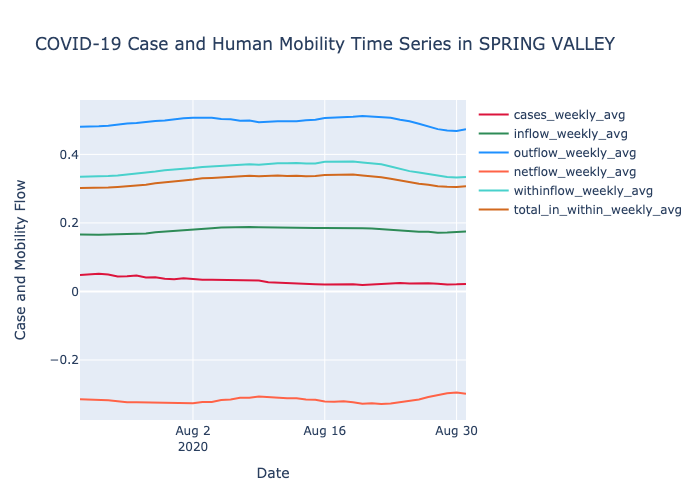 COVID-19 Case and Human Mobility Time Series in SPRING VALLEY
cases_weekly_avg
inflow_weekly_avg
outflow_weekly_avg
netflow_weekly_avg
withinflow_weekly_avg
total_in_within_weekly_avg
Case and Mobility Flow
0.4
0.2
0
−0.2
Aug 2
2020
Aug 16
Aug 30
Date